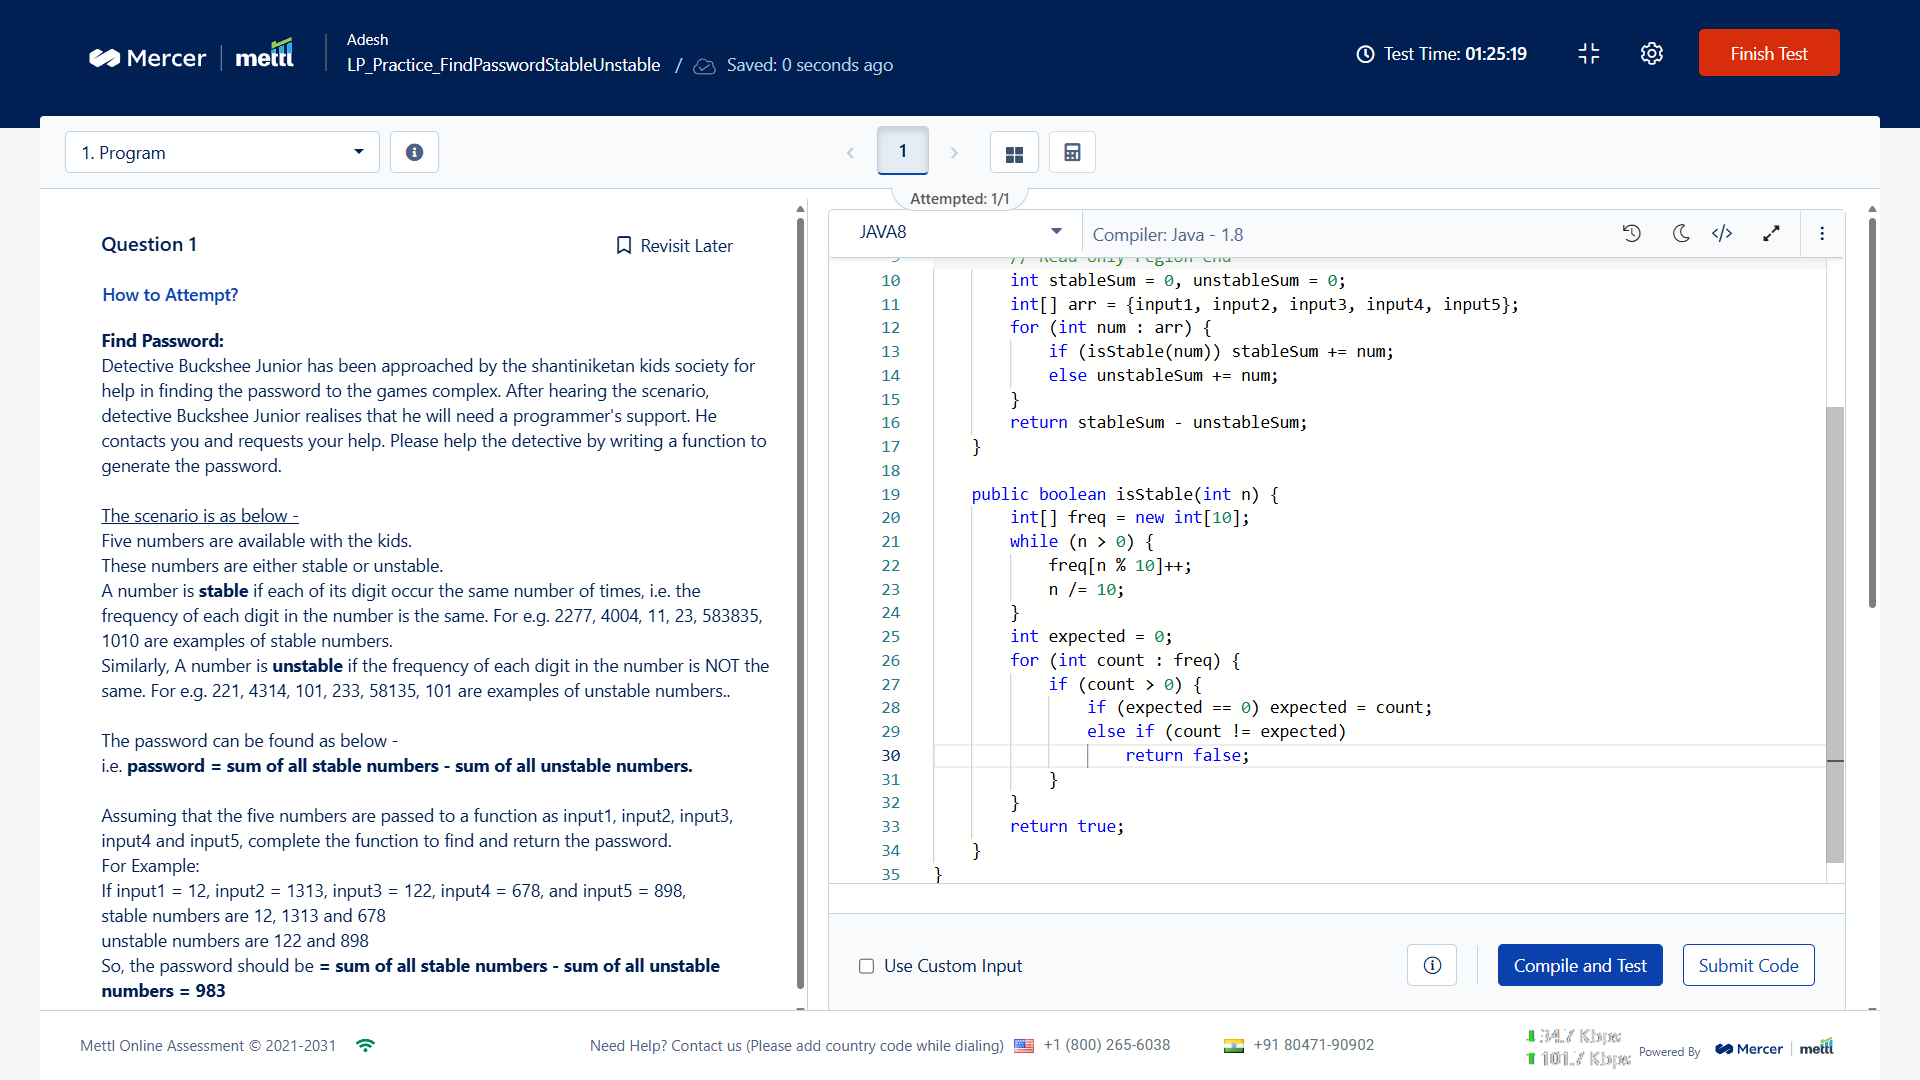 Mercer mettl
Adesh
LP_Practice_FindPasswordStableUnstable / Saved: 0 seconds ago
Test Time: 01:25:19
Finish Test
1. Program
1
Attempted: 1/1
Question 1
Revisit Later
How to Attempt?
Find Password:
Detective Buckshee Junior has been approached by the shantiniketan kids society for
help in finding the password to the games complex. After hearing the scenario,
detective Buckshee Junior realises that he will need a programmer's support. He
contacts you and requests your help. Please help the detective by writing a function to
generate the password.
The scenario is as below -
Five numbers are available with the kids.
These numbers are either stable or unstable.
A number is stable if each of its digit occur the same number of times, i.e. the
frequency of each digit in the number is the same. For e.g. 2277, 4004, 11, 23, 583835,
1010 are examples of stable numbers.
Similarly, A number is unstable if the frequency of each digit in the number is NOT the
same. For e.g. 221, 4314, 101, 233, 58135, 101 are examples of unstable numbers..
The password can be found as below -
i.e. password = sum of all stable numbers - sum of all unstable numbers.
Assuming that the five numbers are passed to a function as input1, input2, input3,
input4 and input5, complete the function to find and return the password.
For Example:
If input1 = 12, input2 = 1313, input3 = 122, input4 = 678, and input5 = 898,
stable numbers are 12, 1313 and 678
unstable numbers are 122 and 898
So, the password should be = sum of all stable numbers - sum of all unstable
numbers = 983
JAVA8
Compiler: Java - 1.8
9 // Read only region end
10 int stableSum = 0, unstableSum = 0;
11 int[] arr = {input1, input2, input3, input4, input5};
12 for (int num : arr) {
13 if (isStable(num)) stableSum += num;
14 else unstableSum += num;
15 }
16 return stableSum - unstableSum;
17 }
18
19 public boolean isStable(int n) {
20 int[] freq = new int[10];
21 while (n > 0) {
22 freq[n % 10]++;
23 n /= 10;
24 }
25 int expected = 0;
26 for (int count : freq) {
27 if (count > 0) {
28 if (expected == 0) expected = count;
29 else if (count != expected)
30 return false;
31 }
32 }
33 return true;
34 }
35 }
Use Custom Input
Compile and Test
Submit Code
Mettl Online Assessment © 2021-2031
Need Help? Contact us (Please add country code while dialing) +1 (800) 265-6038 +91 80471-90902
34.7 Kbps
101.7 Kbps
Powered By Mercer mettl